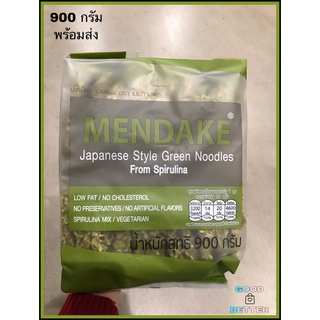 900 กรัม
พร้อมส่ง
MENDAKE®
Japanese Style Green Noodles
From Spirulina
LOW FAT / NO CHOLESTEROL
NO PRESERVATIVES / NO ARTIFICIAL FLAVORS
SPIRULINA MIX / VEGETARIAN
น้ำหนักสุทธิ 900 กรัม
GOOD
BETTER